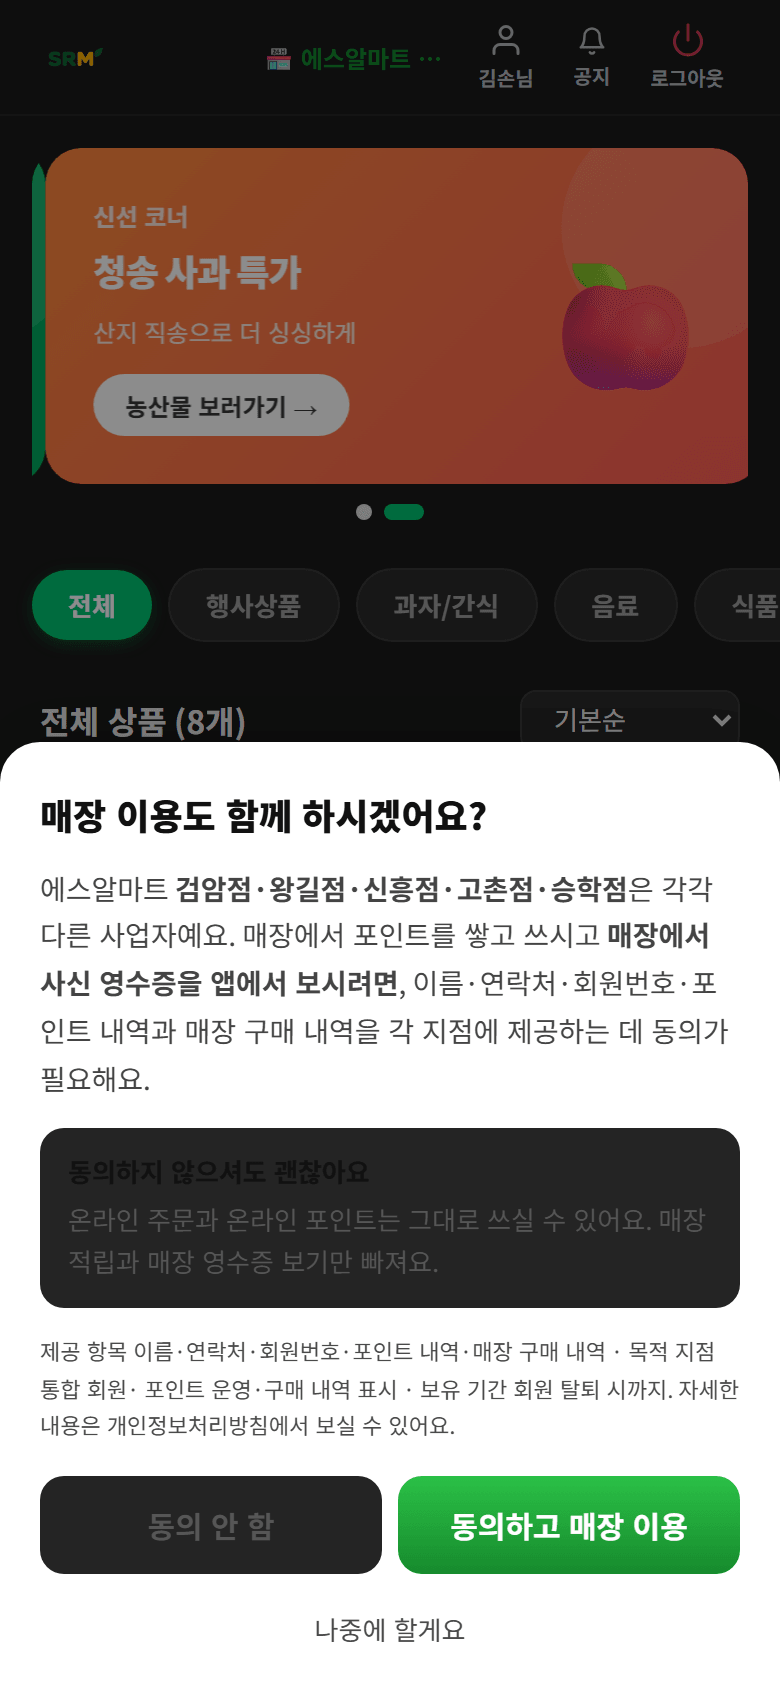 SRM
에스알마트 ...
김손님
공지
로그아웃
신선 코너
청송 사과 특가
산지 직송으로 더 싱싱하게
농산물 보러가기 →
전체
행사상품
과자/간식
음료
식품
전체 상품 (8개)
기본순
매장 이용도 함께 하시겠어요?
에스알마트 검암점·왕길점·신흥점·고촌점·승학점은 각각
다른 사업자예요. 매장에서 포인트를 쌓고 쓰시고 매장에서
사신 영수증을 앱에서 보시려면, 이름·연락처·회원번호·포
인트 내역과 매장 구매 내역을 각 지점에 제공하는 데 동의가
필요해요.
동의하지 않으셔도 괜찮아요
온라인 주문과 온라인 포인트는 그대로 쓰실 수 있어요. 매장
적립과 매장 영수증 보기만 빠져요.
제공 항목 이름·연락처·회원번호·포인트 내역·매장 구매 내역 · 목적 지점
통합 회원· 포인트 운영·구매 내역 표시 · 보유 기간 회원 탈퇴 시까지. 자세한
내용은 개인정보처리방침에서 보실 수 있어요.
동의 안 함
동의하고 매장 이용
나중에 할게요